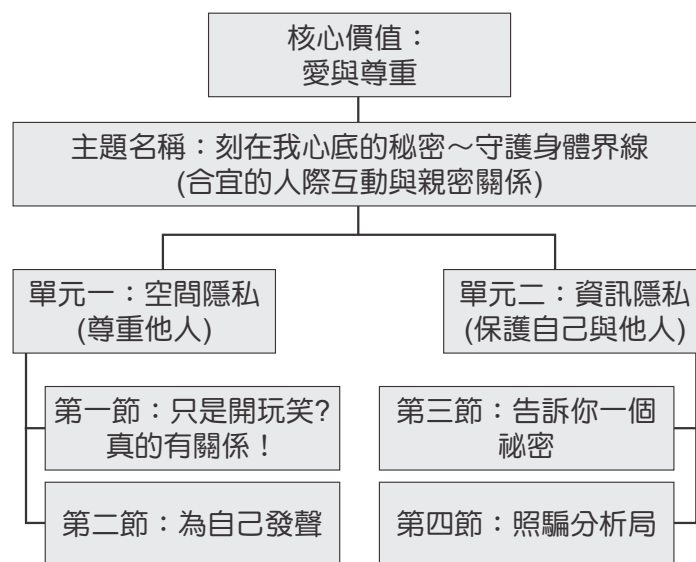 核心價值：
愛與尊重
主題名稱：刻在我心底的秘密～守護身體界線
(合宜的人際互動與親密關係)
單元一：空間隱私
(尊重他人)
單元二：資訊隱私
(保護自己與他人)
第一節：只是開玩笑?
真的有關係！
第三節：告訴你一個
祕密
第二節：為自己發聲
第四節：照騙分析局